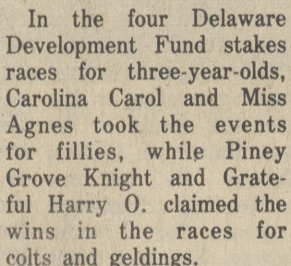 In the four Delaware
Development Fund stakes
races for three-year-olds,
Carolina Carol and Miss
Agnes took the events
for fillies, while Piney
Grove Knight and Grate-
ful Harry O. claimed the
wins in the races for
colts and geldings.